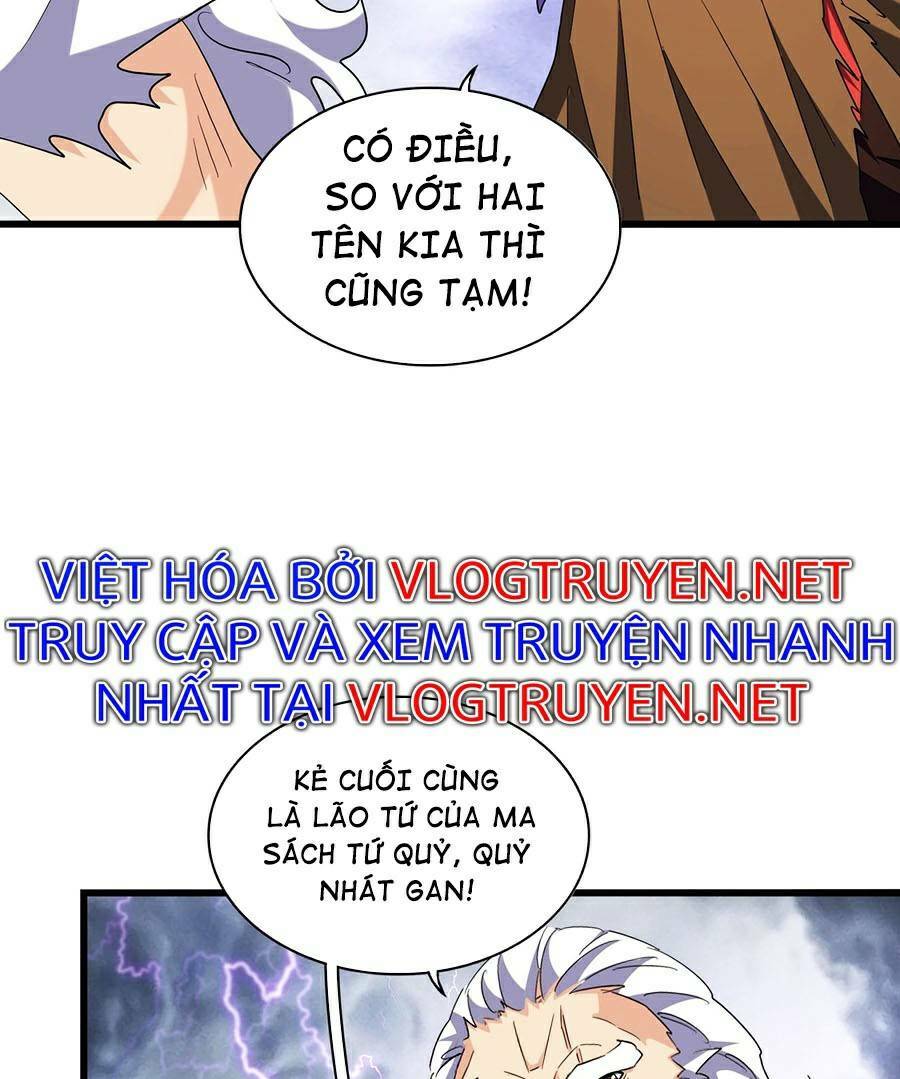 CÓ ĐIỀU,
SO VỚI HAI
TÊN KIA THÌ
CŨNG TẠM!
VIỆT HÓA BỞI VLOGTRUYEN.NET
TRUY CẬP VÀ XEM TRUYỆN NHANH
NHẤT TẠI VLOGTRUYEN.NET
KẺ CUỐI CÙNG
LÀ LÃO TỨ CỦA MA
SÁCH TỨ QUỶ, QUỶ
NHÁT GAN!